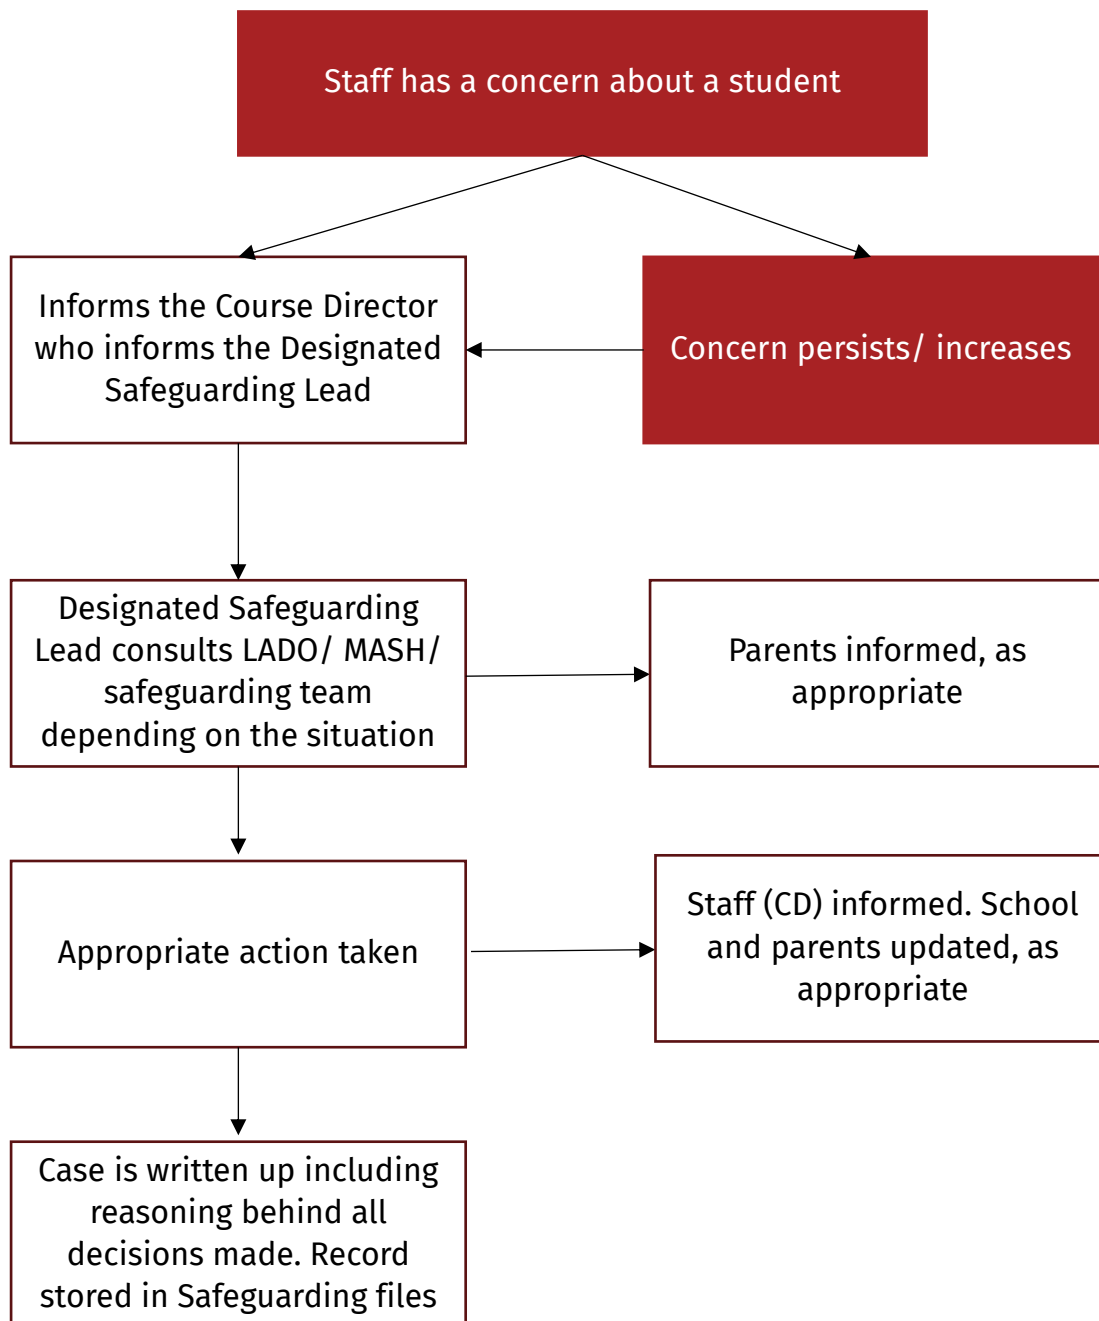 Staff has a concern about a student
Informs the Course Director
who informs the Designated
Safeguarding Lead
Concern persists/ increases
Designated Safeguarding
Lead consults LADO/ MASH/
safeguarding team
depending on the situation
Parents informed, as
appropriate
Appropriate action taken
Staff (CD) informed. School
and parents updated, as
appropriate
Case is written up including
reasoning behind all
decisions made. Record
stored in Safeguarding files